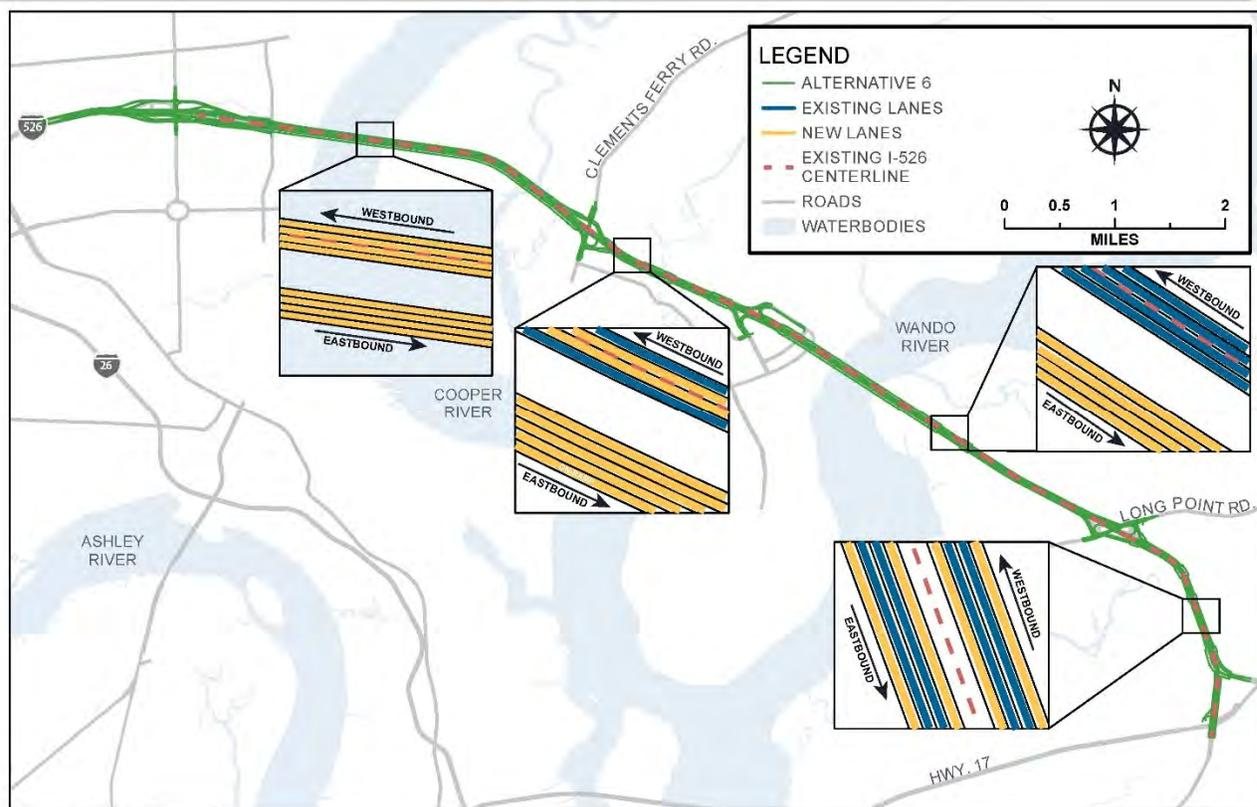 LEGEND
ALTERNATIVE 6
EXISTING LANES
NEW LANES
EXISTING I-526
CENTERLINE
ROADS
WATERBODIES
N
0 0.5 1 2
MILES
CLEMENTS FERRY RD.
526
WESTBOUND
EASTBOUND
26
COOPER
RIVER
WESTBOUND
EASTBOUND
WANDO
RIVER
WESTBOUND
EASTBOUND
LONG POINT RD.
ASHLEY
RIVER
WESTBOUND
EASTBOUND
HWY. 17